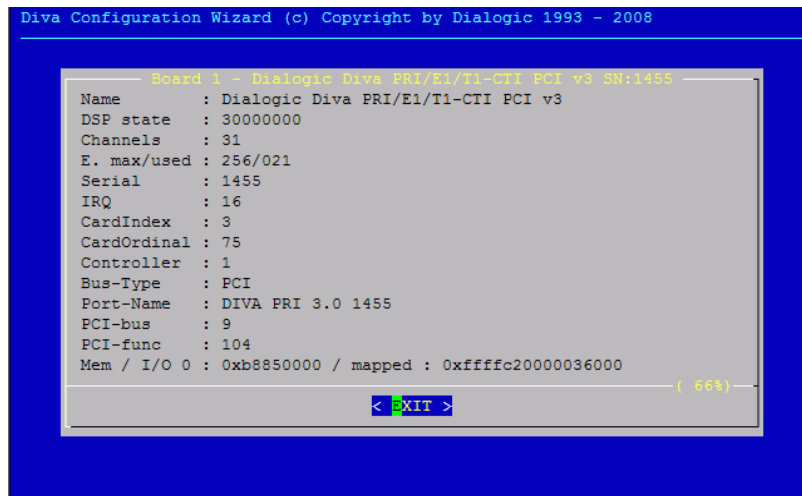 Diva Configuration Wizard (c) Copyright by Dialogic 1993 - 2008
Board 1 - Dialogic Diva PRI/E1/T1-CTI PCI v3 SN:1455
Name : Dialogic Diva PRI/E1/T1-CTI PCI v3
DSP state : 30000000
Channels : 31
E. max/used : 256/021
Serial : 1455
IRQ : 16
CardIndex : 3
CardOrdinal : 75
Controller : 1
Bus-Type : PCI
Port-Name : DIVA PRI 3.0 1455
PCI-bus : 9
PCI-func : 104
Mem / I/O 0 : 0xb8850000 / mapped : 0xffffc20000036000
( 66%)
< EXIT >